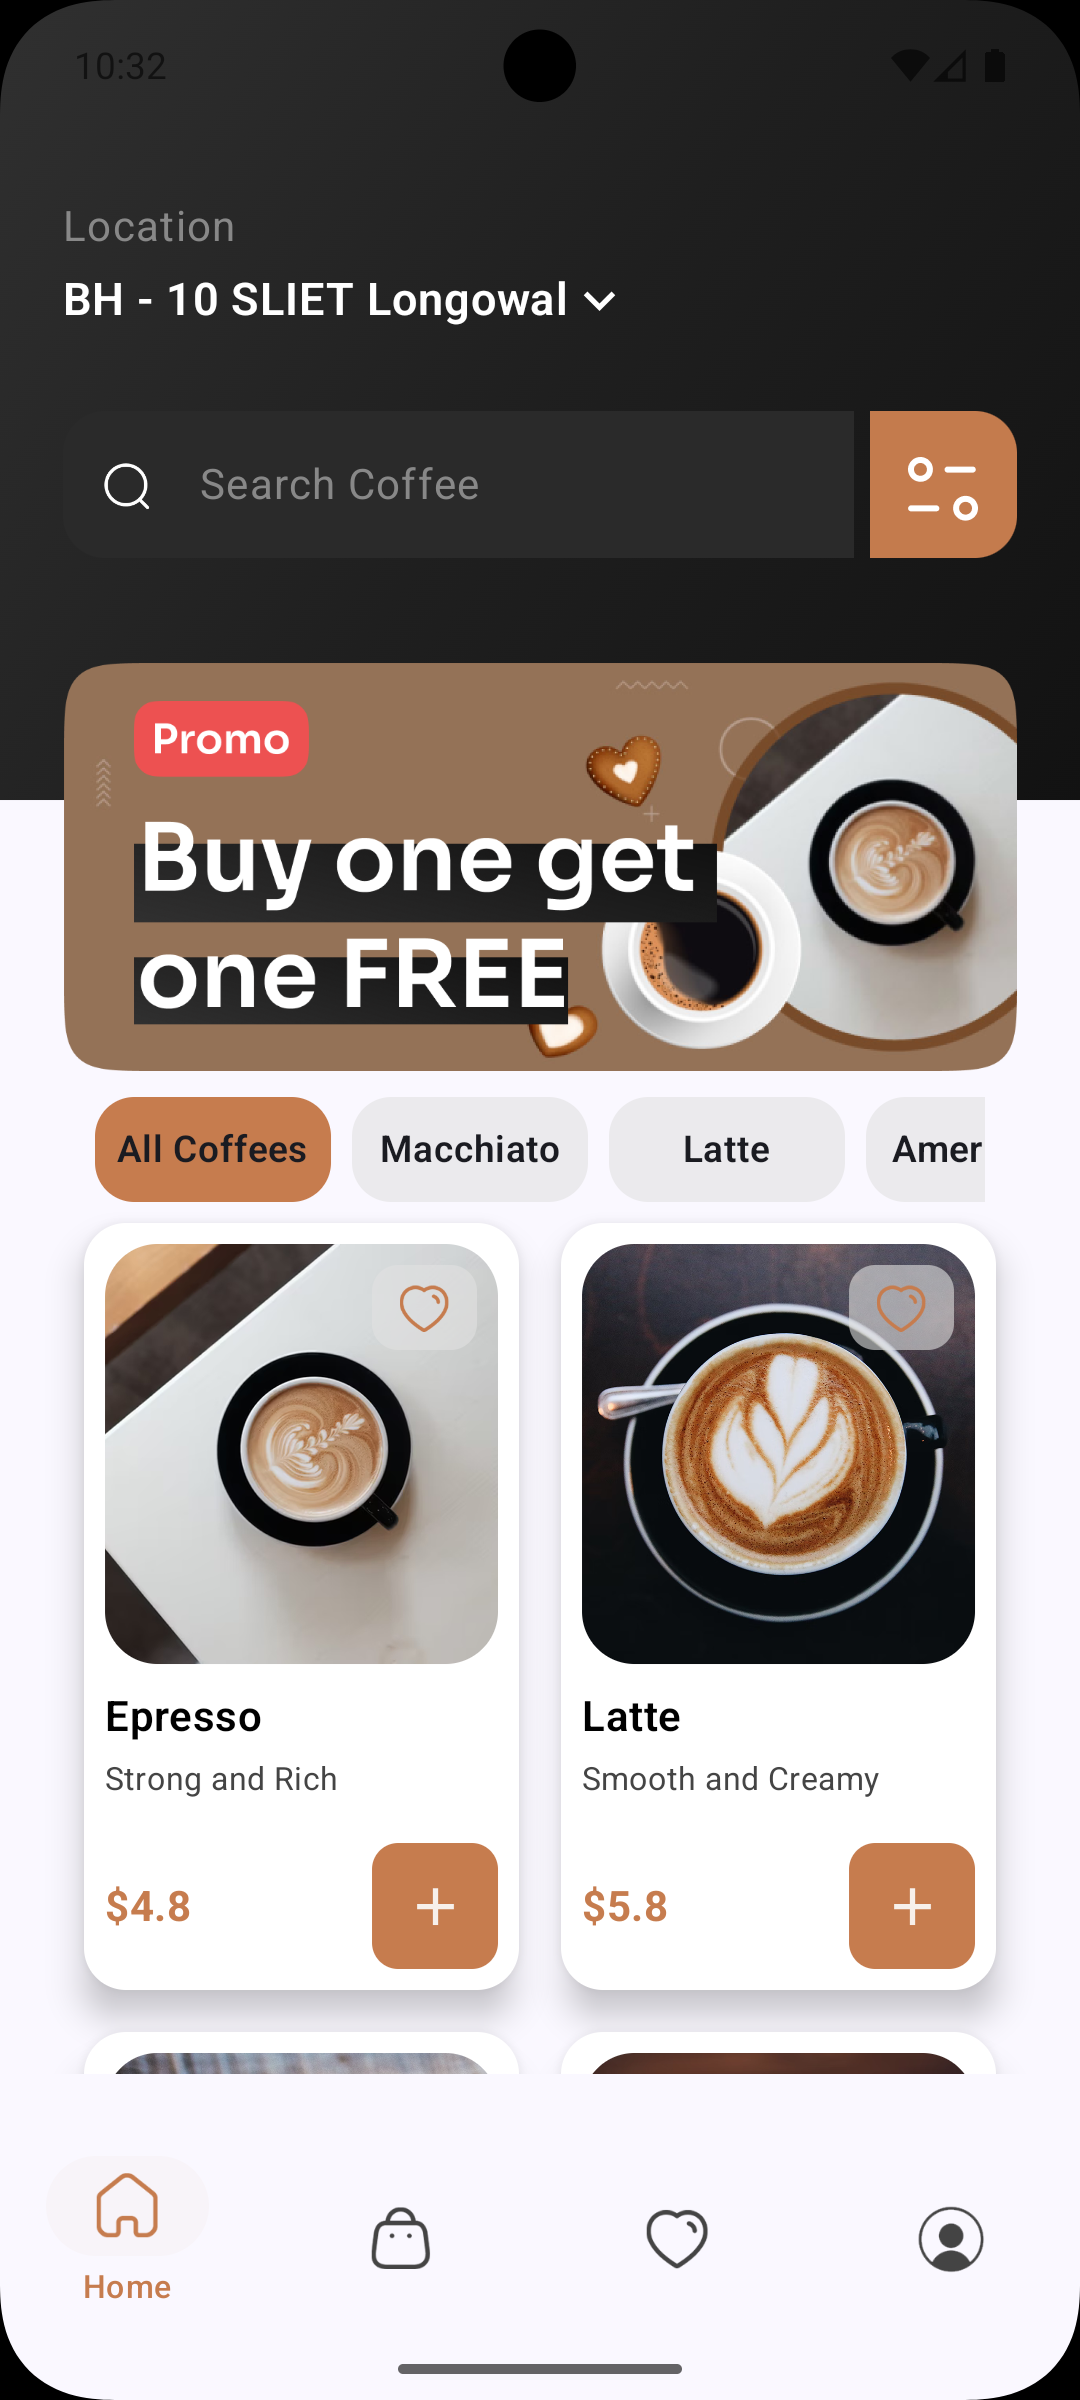 10:32
Location
BH - 10 SLIET Longowal
Search Coffee
Promo
Buy one get
one FREE
All Coffees
Macchiato
Latte
Amer
Epresso
Latte
Strong and Rich
Smooth and Creamy
$4.8
$5.8
Home